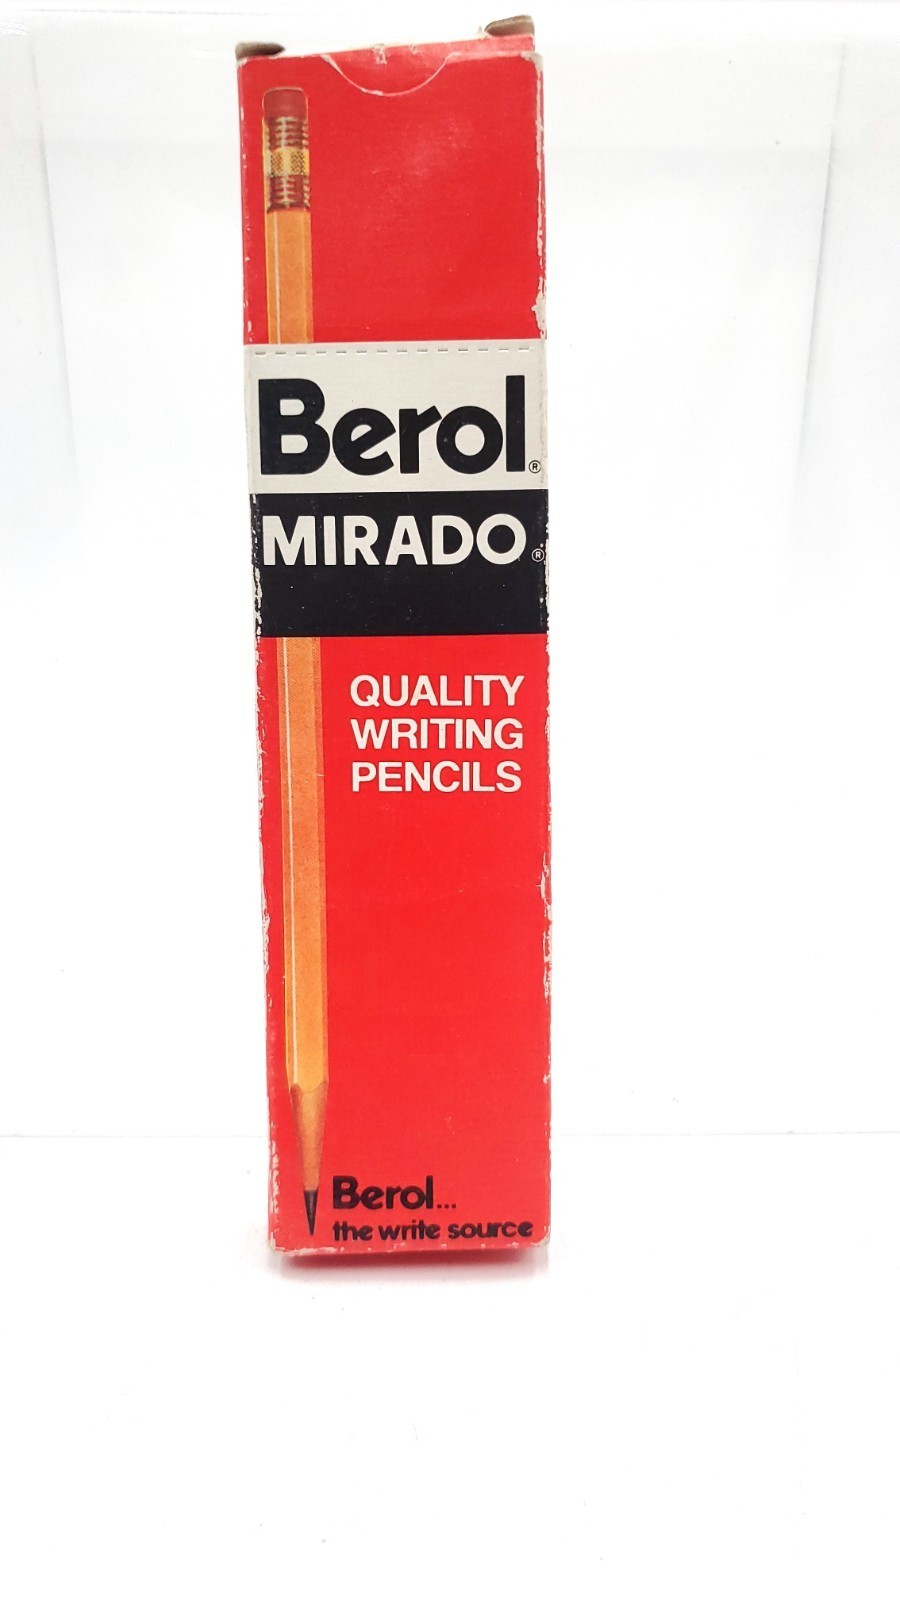 Berol®
MIRADO®
QUALITY
WRITING
PENCILS
Berol...
the write source